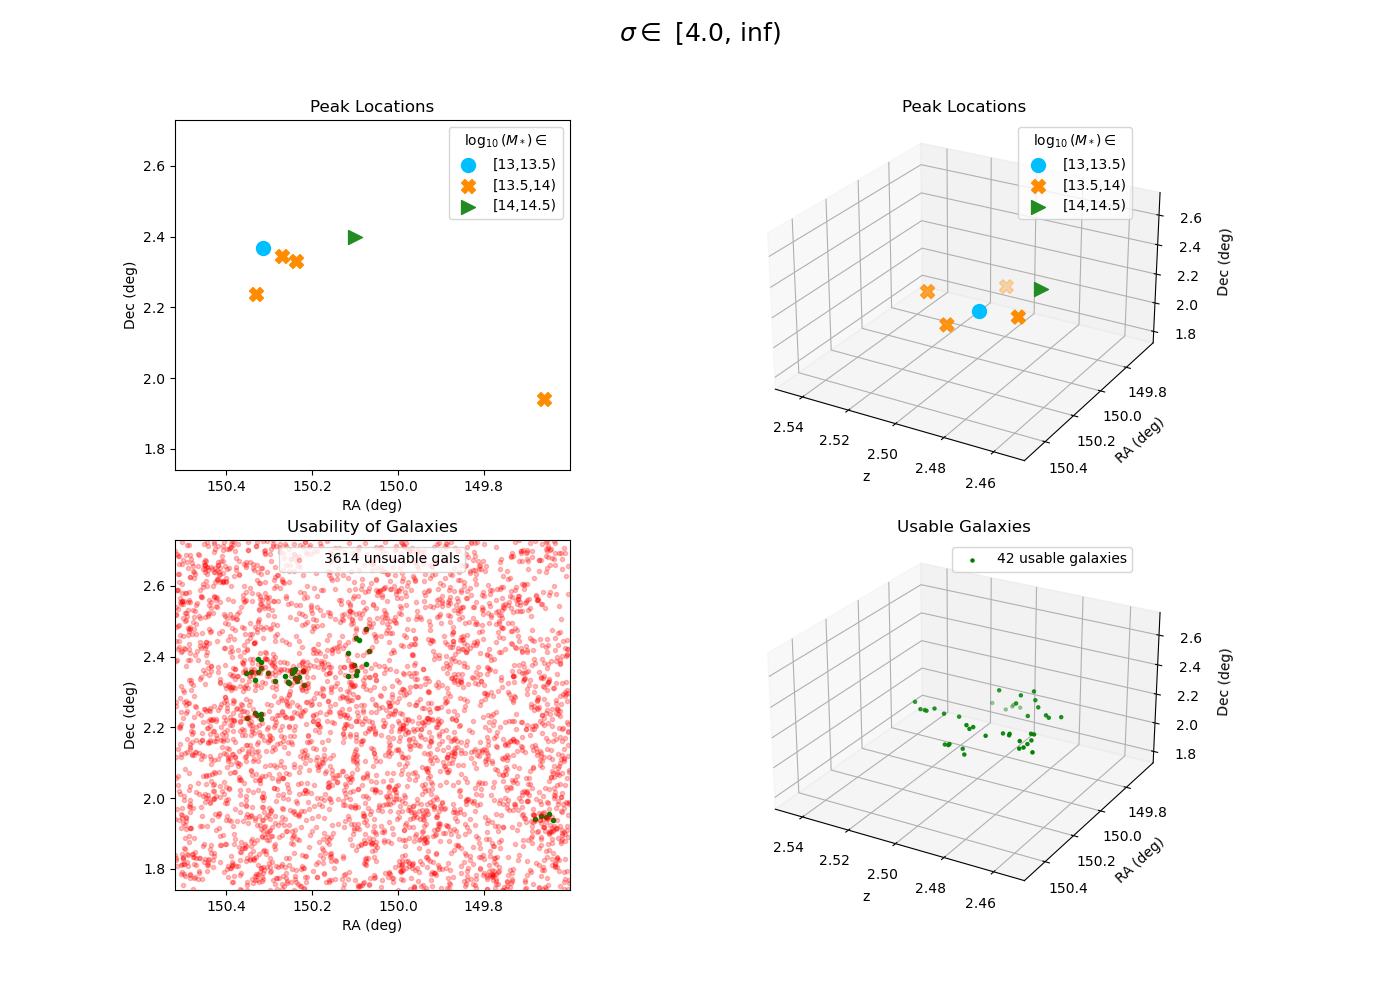 σ ∈ [4.0, inf)
Peak Locations
log₁₀(M*) ∈
[13,13.5)
[13.5,14)
[14,14.5)
2.6
2.4
2.2
2.0
1.8
Dec (deg)
150.4 150.2 150.0 149.8
RA (deg)
Peak Locations
log₁₀(M*) ∈
[13,13.5)
[13.5,14)
[14,14.5)
2.6
2.4
2.2
2.0
1.8
Dec (deg)
149.8
150.0
150.2
150.4
RA (deg)
2.54
2.52
2.50
2.48
2.46
z
Usability of Galaxies
3614 unsuable gals
2.6
2.4
2.2
2.0
1.8
Dec (deg)
150.4 150.2 150.0 149.8
RA (deg)
Usable Galaxies
42 usable galaxies
2.6
2.4
2.2
2.0
1.8
Dec (deg)
149.8
150.0
150.2
150.4
RA (deg)
2.54
2.52
2.50
2.48
2.46
z